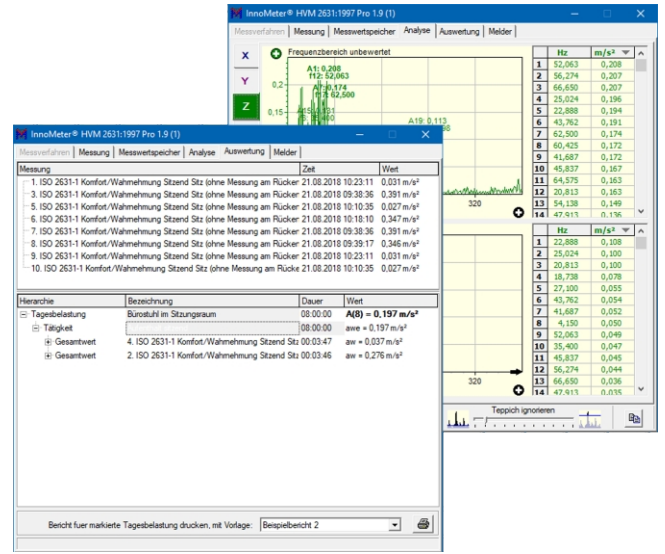 InnoMeter® HVM 2631:1997 Pro 1.9 (1)
Messverfahren Messung Messwertspeicher Analyse Auswertung Melder
X
Y
Z
Frequenzbereich unbewertet
A1: 0,208
f12: 52,063
A1: 0,174
f7: 62,500
A19: 0,113
0,2
0,15
320
Hz m/s²
1 52,063 0,208
2 56,274 0,207
3 66,650 0,207
4 25,024 0,196
5 22,888 0,194
6 43,762 0,191
7 62,500 0,174
8 60,425 0,172
9 41,687 0,172
10 45,837 0,167
11 64,575 0,163
12 20,813 0,163
13 54,138 0,149
14 47,913 0,136
Hz m/s²
1 22,888 0,108
2 25,024 0,100
3 20,813 0,100
4 18,738 0,078
5 27,100 0,055
6 43,762 0,054
7 41,687 0,052
8 4,150 0,050
9 52,063 0,049
10 35,400 0,047
11 45,837 0,045
12 56,274 0,044
13 66,650 0,036
14 47,913 0,035
320
Teppich ignorieren
InnoMeter® HVM 2631:1997 Pro 1.9 (1)
Messverfahren Messung Messwertspeicher Analyse Auswertung Melder
Messung Zeit Wert
1. ISO 2631-1 Komfort/Wahrnehmung Sitzend Sitz (ohne Messung am Rücker 21.08.2018 10:23:11 0,031 m/s²
3. ISO 2631-1 Komfort/Wahrnehmung Sitzend Sitz (ohne Messung am Rücker 21.08.2018 09:38:36 0,391 m/s²
5. ISO 2631-1 Komfort/Wahrnehmung Sitzend Sitz (ohne Messung am Rücker 21.08.2018 10:10:35 0,027 m/s²
6. ISO 2631-1 Komfort/Wahrnehmung Sitzend Sitz (ohne Messung am Rücker 21.08.2018 10:18:10 0,347 m/s²
7. ISO 2631-1 Komfort/Wahrnehmung Sitzend Sitz (ohne Messung am Rücker 21.08.2018 09:38:36 0,391 m/s²
8. ISO 2631-1 Komfort/Wahrnehmung Sitzend Sitz (ohne Messung am Rücker 21.08.2018 09:39:17 0,346 m/s²
9. ISO 2631-1 Komfort/Wahrnehmung Sitzend Sitz (ohne Messung am Rücker 21.08.2018 10:23:11 0,031 m/s²
10. ISO 2631-1 Komfort/Wahrnehmung Sitzend Sitz (ohne Messung am Rücke 21.08.2018 10:10:35 0,027 m/s²
Hierarchie Bezeichnung Dauer Wert
Tagesbelastung Bürostuhl im Sitzungsraum 08:00:00 A(8) = 0,197 m/s²
Tätigkeit 08:00:00 awe = 0,197 m/s²
Gesamtwert 4. ISO 2631-1 Komfort/Wahrnehmung Sitzend Sitz 00:03:47 aw = 0,037 m/s²
Gesamtwert 2. ISO 2631-1 Komfort/Wahrnehmung Sitzend Sitz 00:03:46 aw = 0,276 m/s²
Bericht fuer markierte Tagesbelastung drucken, mit Vorlage: Beispielbericht 2